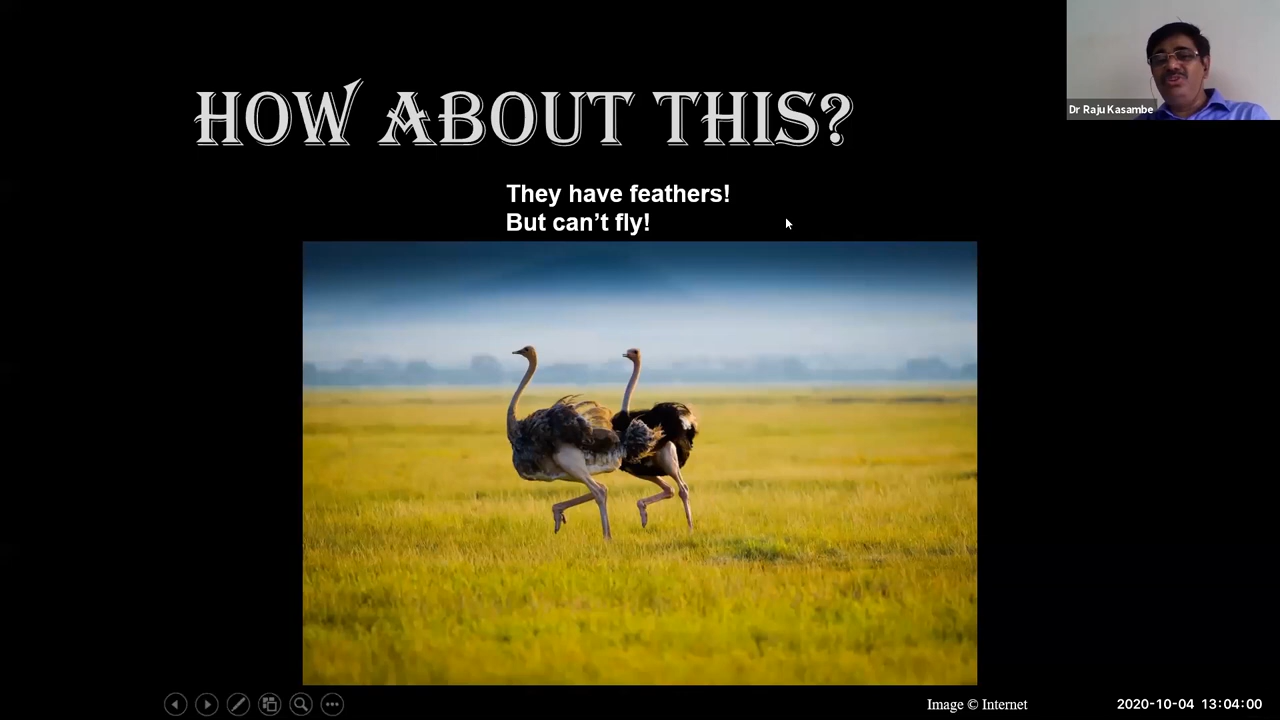 HOW ABOUT THIS?
Dr Raju Kasambe
They have feathers!
But can’t fly!
Image © Internet
2020-10-04 13:04:00